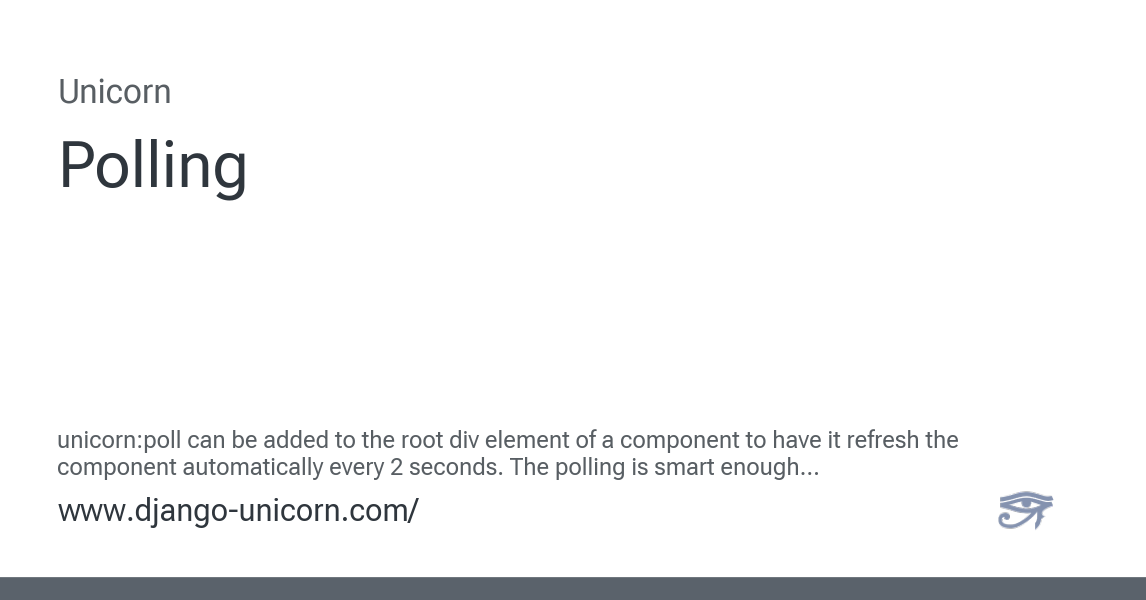 Unicorn
Polling
unicorn:poll can be added to the root div element of a component to have it refresh the
component automatically every 2 seconds. The polling is smart enough...
www.django-unicorn.com/